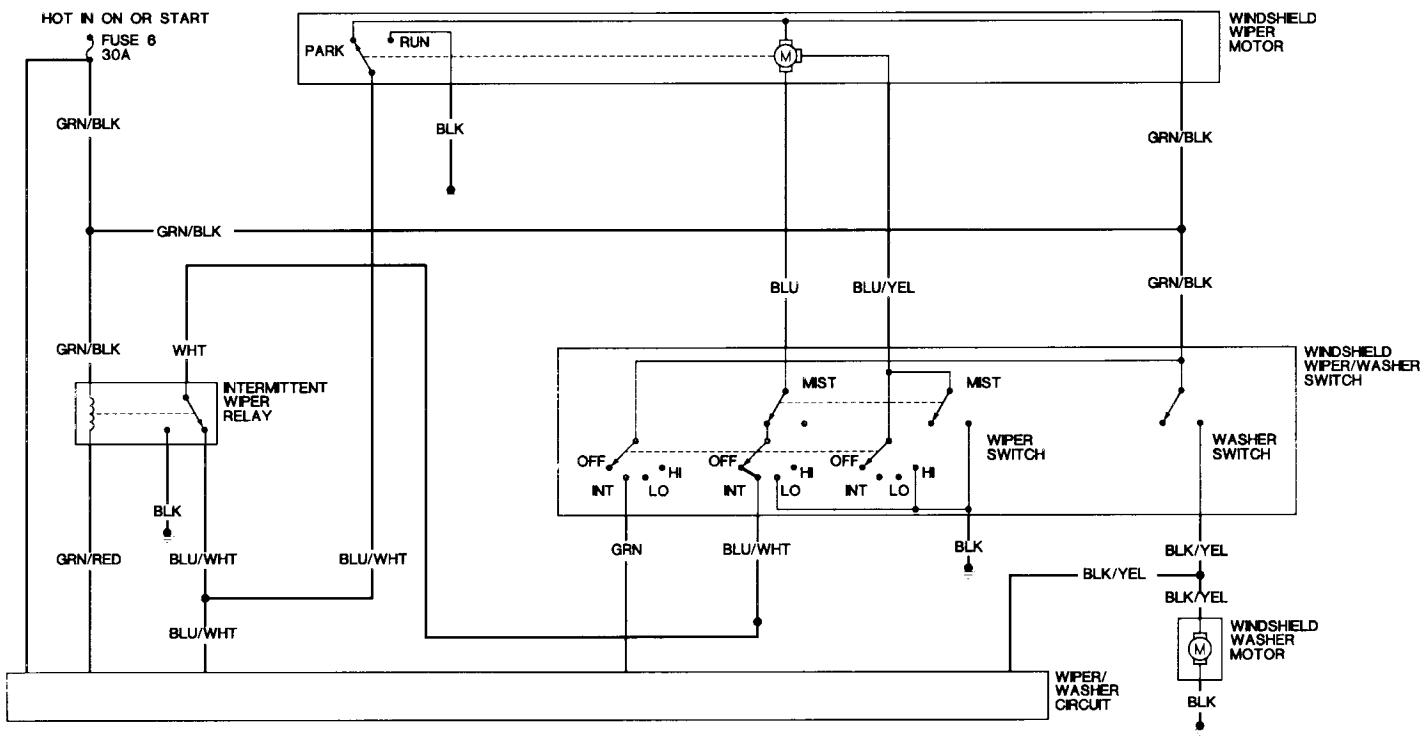 HOT IN ON OR START
FUSE 6
30A
PARK
RUN
M
WINDSHIELD
WIPER
MOTOR
GRN/BLK
BLK
GRN/BLK
GRN/BLK
BLU
BLU/YEL
GRN/BLK
GRN/BLK
WHT
INTERMITTENT
WIPER
RELAY
MIST
MIST
WINDSHIELD
WIPER/WASHER
SWITCH
WIPER
SWITCH
WASHER
SWITCH
OFF
HI
INT
LO
OFF
HI
INT
LO
OFF
HI
INT
LO
BLK
GRN/RED
BLU/WHT
BLU/WHT
GRN
BLU/WHT
BLK
BLK/YEL
BLK/YEL
BLK/YEL
BLU/WHT
M
WINDSHIELD
WASHER
MOTOR
WIPER/
WASHER
CIRCUIT
BLK